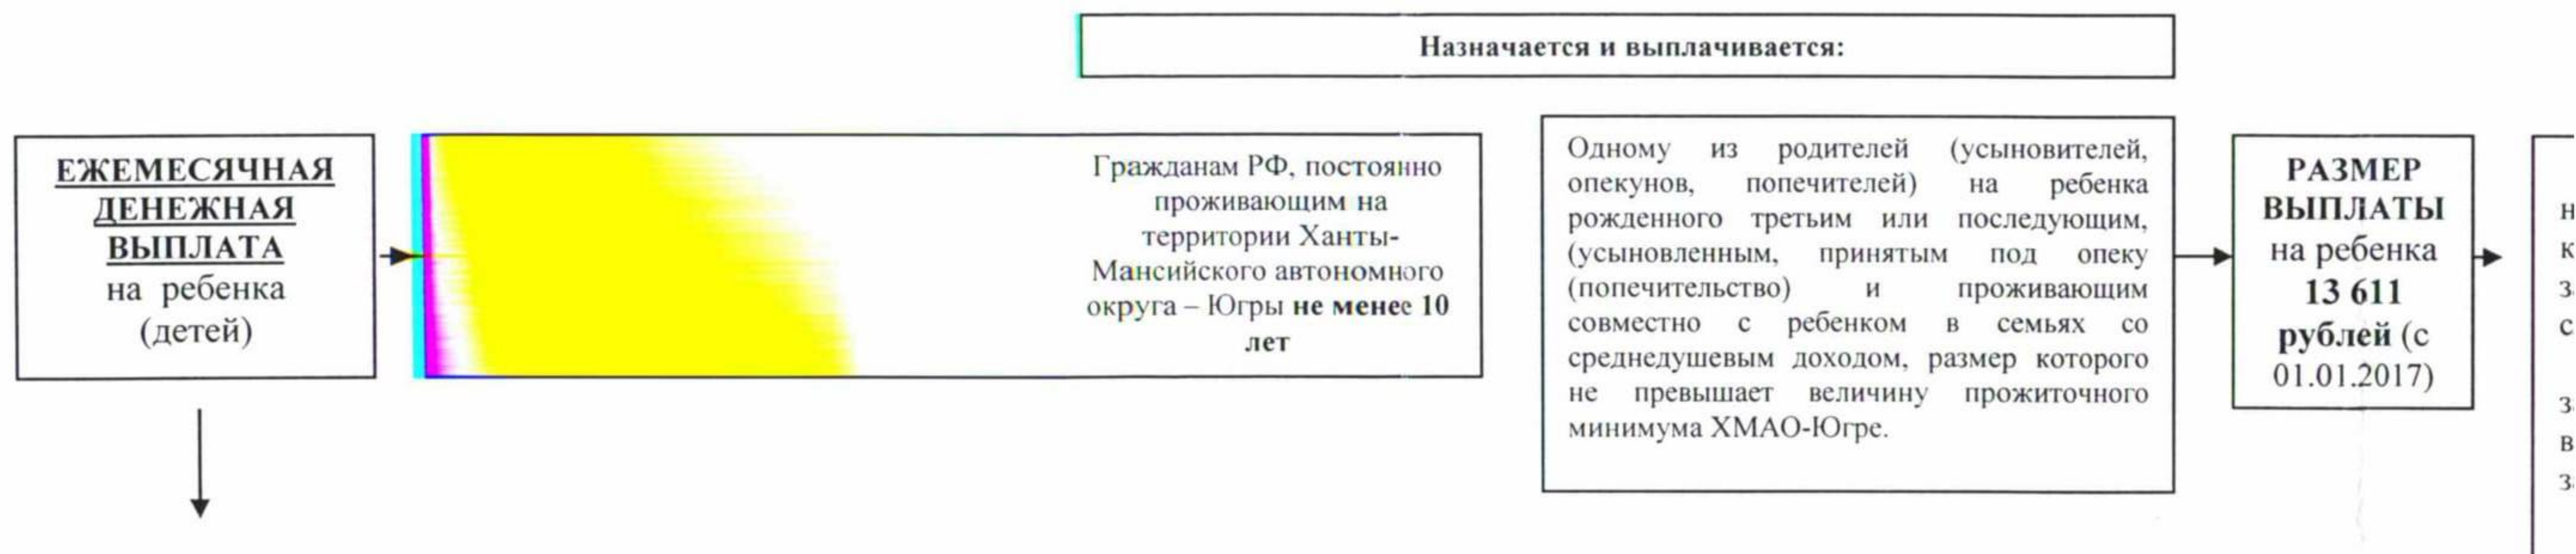 Назначается и выплачивается:
ЕЖЕМЕСЯЧНАЯ
ДЕНЕЖНАЯ
ВЫПЛАТА
на ребенка
(детей)
Гражданам РФ, постоянно
проживающим на
территории Ханты-
Мансийского автономного
округа – Югры не менее 10
лет
Одному из родителей (усыновителей,
опекунов, попечителей) на ребенка
рожденного третьим или последующим,
(усыновленным, принятым под опеку
(попечительство) и проживающим
совместно с ребенком в семьях со
среднедушевым доходом, размер которого
не превышает величину прожиточного
минимума ХМАО-Югре.
РАЗМЕР
ВЫПЛАТЫ
на ребенка
13 611
рублей (с
01.01.2017)